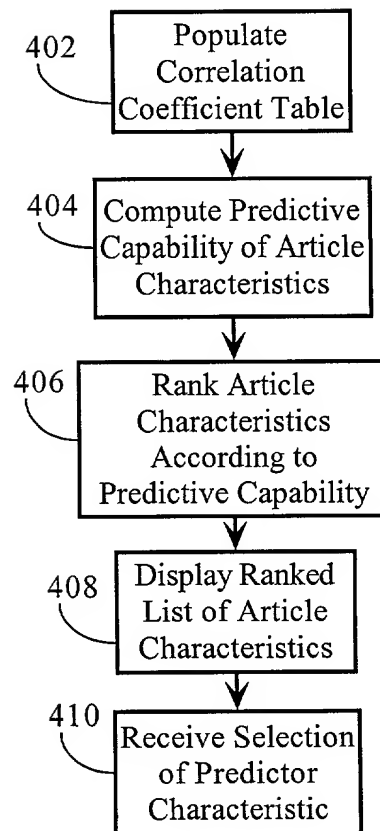 402
Populate
Correlation
Coefficient Table
404
Compute Predictive
Capability of Article
Characteristics
406
Rank Article
Characteristics
According to
Predictive Capability
408
Display Ranked
List of Article
Characteristics
410
Receive Selection
of Predictor
Characteristic